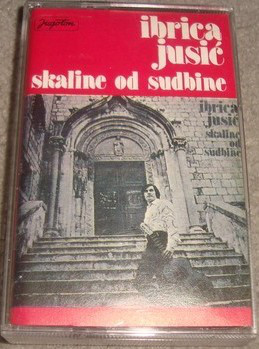 jugoton
ibrica
jusić
skaline od sudbine
ibrica
jusić
skaline
od
sudbine